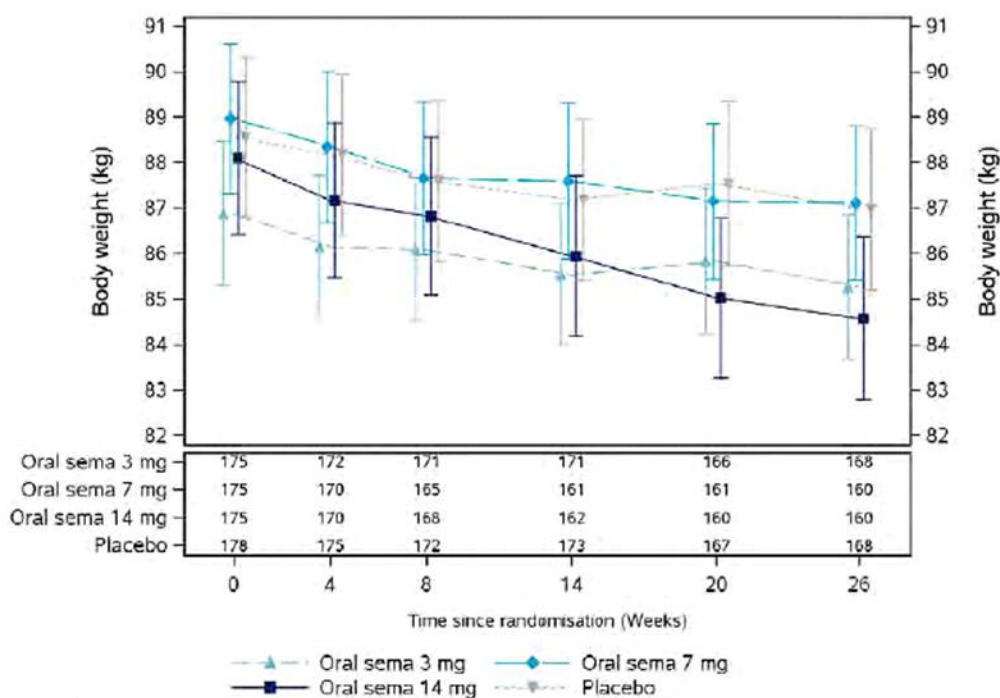 91 91
90 90
89 89
88 88
87 87
86 86
85 85
84 84
83 83
82 82
Body weight (kg)
Body weight (kg)
Oral sema 3 mg 175 172 171 171 166 168
Oral sema 7 mg 175 170 165 161 161 160
Oral sema 14 mg 175 170 168 162 160 160
Placebo 178 175 172 173 167 168
0 4 8 14 20 26
Time since randomisation (Weeks)
Oral sema 3 mg Oral sema 7 mg
Oral sema 14 mg Placebo